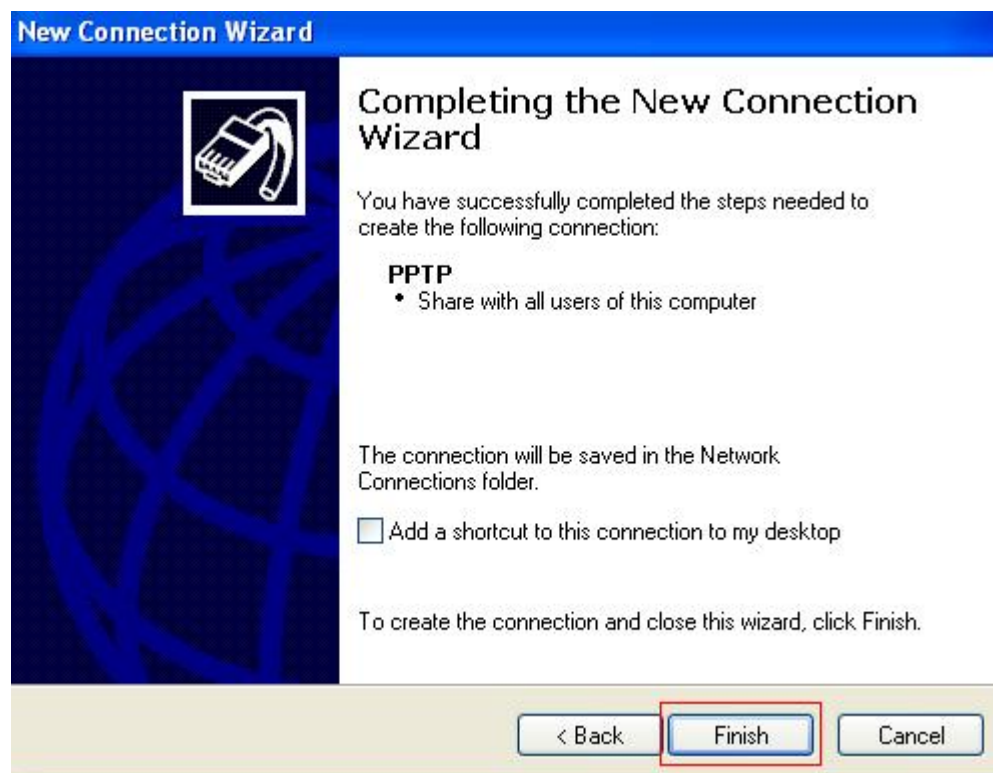 New Connection Wizard
Completing the New Connection
Wizard
You have successfully completed the steps needed to
create the following connection:
PPTP
• Share with all users of this computer
The connection will be saved in the Network
Connections folder.
Add a shortcut to this connection to my desktop
To create the connection and close this wizard, click Finish.
< Back Finish Cancel